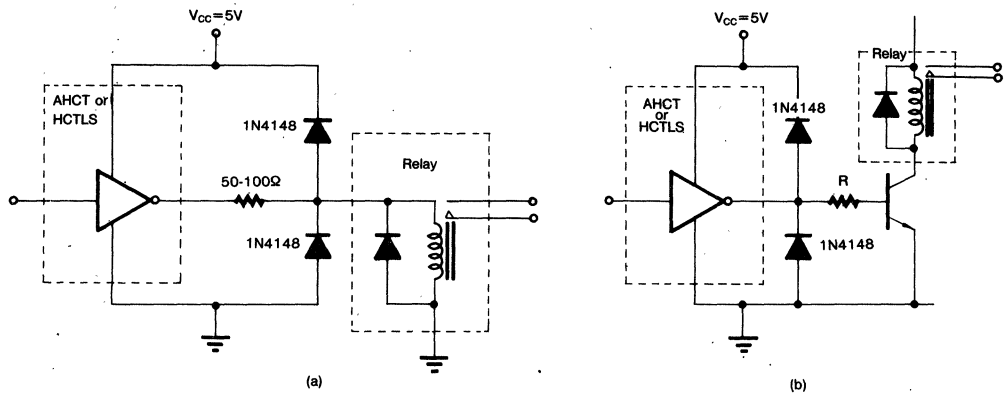 V_CC=5V
AHCT or
HCTLS
1N4148
50-100Ω
1N4148
Relay
(a)
V_CC=5V
Relay
AHCT
or
HCTLS
1N4148
R
1N4148
(b)